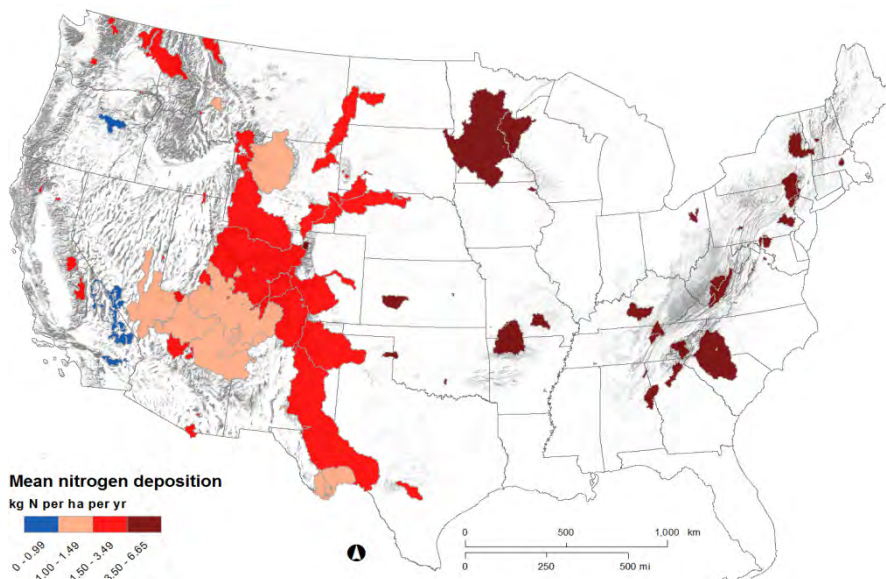 Mean nitrogen deposition
kg N per ha per yr
0 - 0.99
1.00 - 1.49
1.50 - 3.49
3.50 - 6.65
0 500 1,000 km
0 250 500 mi